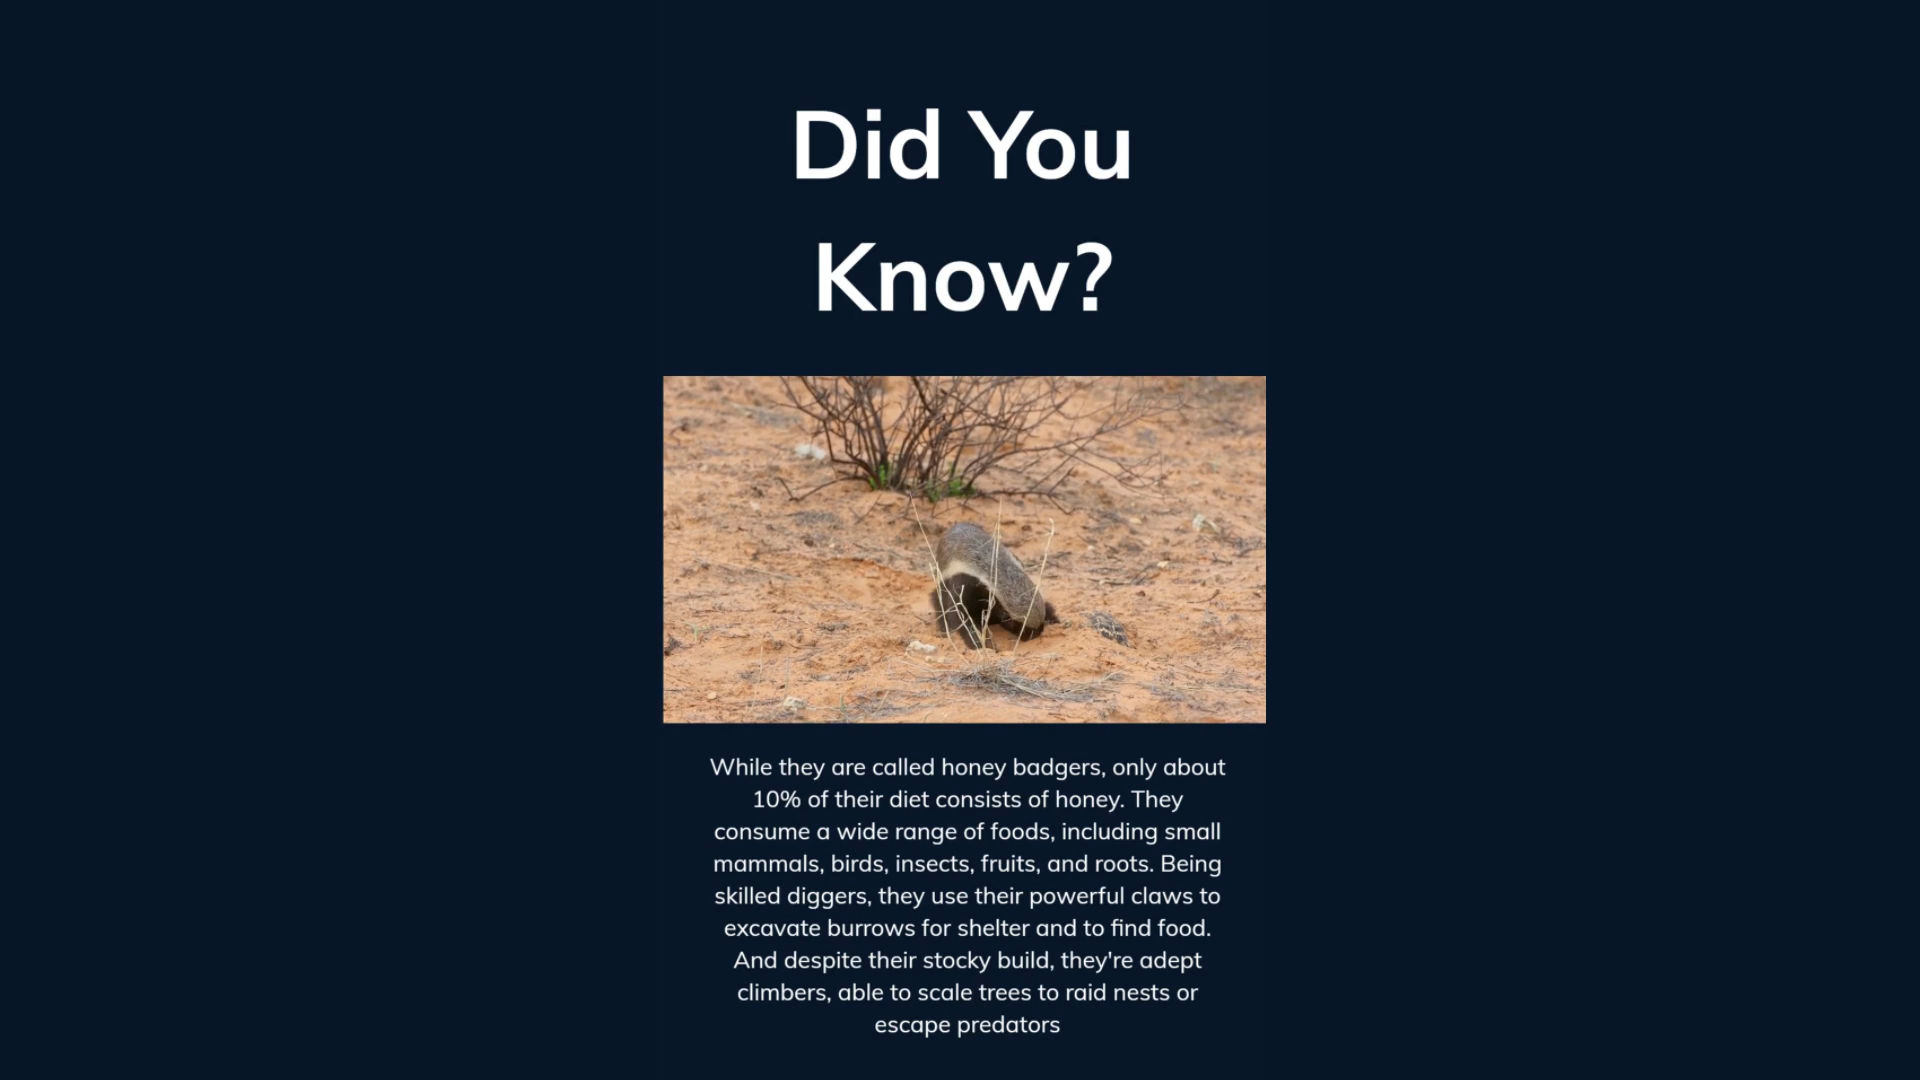 Did You
Know?
While they are called honey badgers, only about
10% of their diet consists of honey. They
consume a wide range of foods, including small
mammals, birds, insects, fruits, and roots. Being
skilled diggers, they use their powerful claws to
excavate burrows for shelter and to find food.
And despite their stocky build, they're adept
climbers, able to scale trees to raid nests or
escape predators